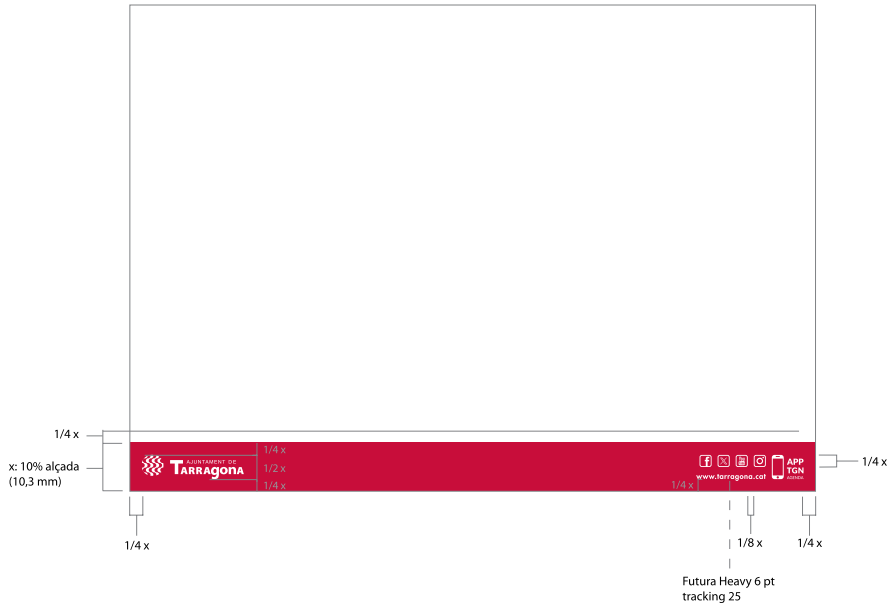 1/4 x
x: 10% alçada
(10,3 mm)
AJUNTAMENT DE
TARRAGONA
1/4 x
1/2 x
1/4 x
1/4 x
www.tarragona.cat
APP
TGN
AGENDA
1/4 x
1/4 x
1/8 x
1/4 x
Futura Heavy 6 pt
tracking 25